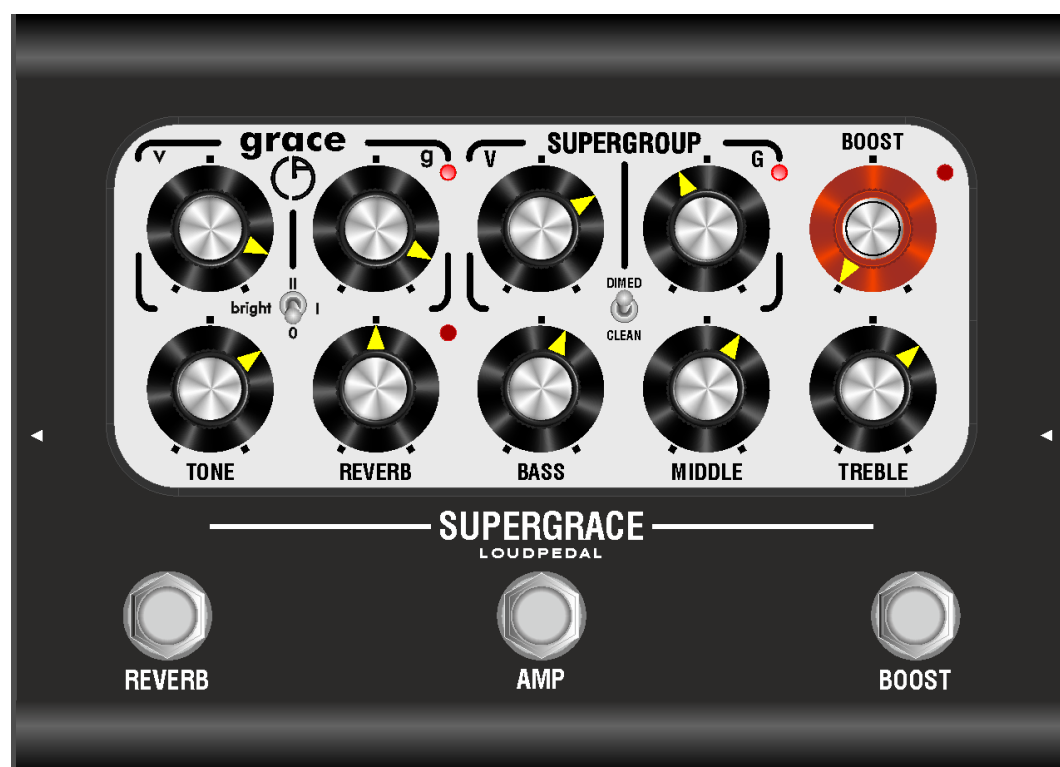 grace SUPERGROUP BOOST
v g V G
II
bright I
0
DIMED
CLEAN
TONE REVERB BASS MIDDLE TREBLE
SUPERGRACE
LOUDPEDAL
REVERB AMP BOOST